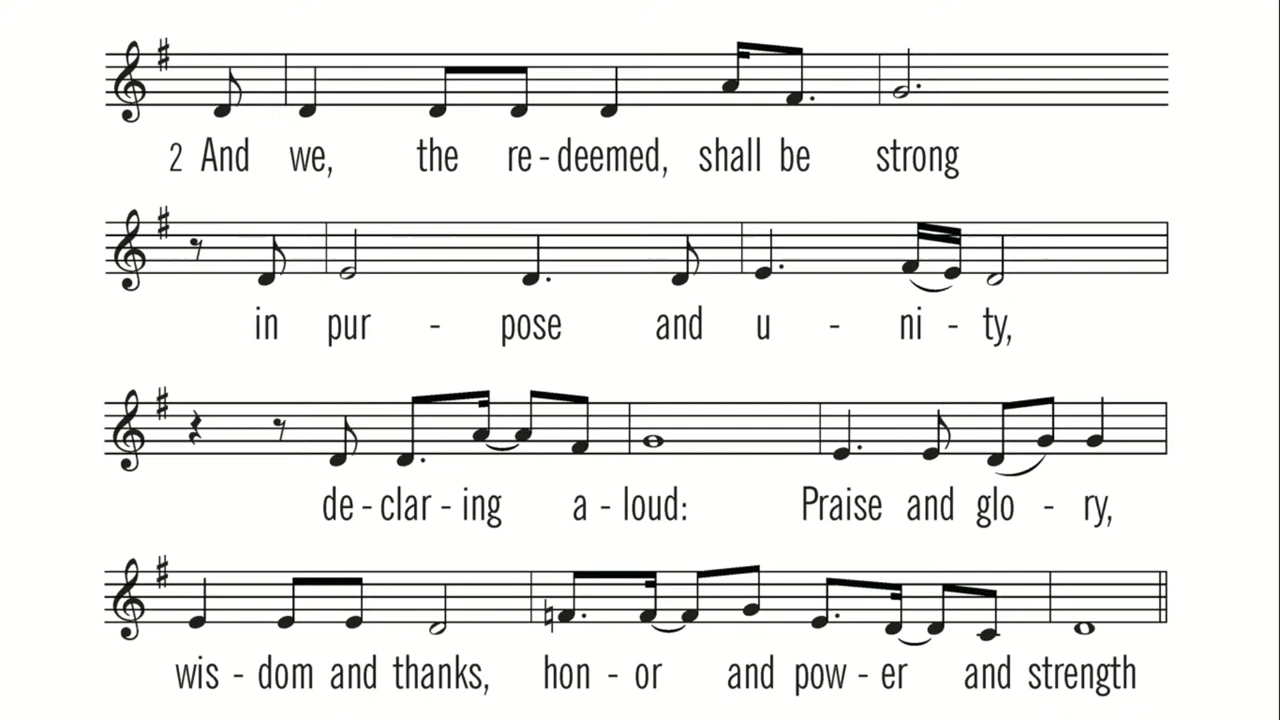 2 And we, the re - deemed, shall be strong
in pur - pose and u - ni - ty,
de - clar - ing a - loud: Praise and glo - ry,
wis - dom and thanks, hon - or and pow - er and strength